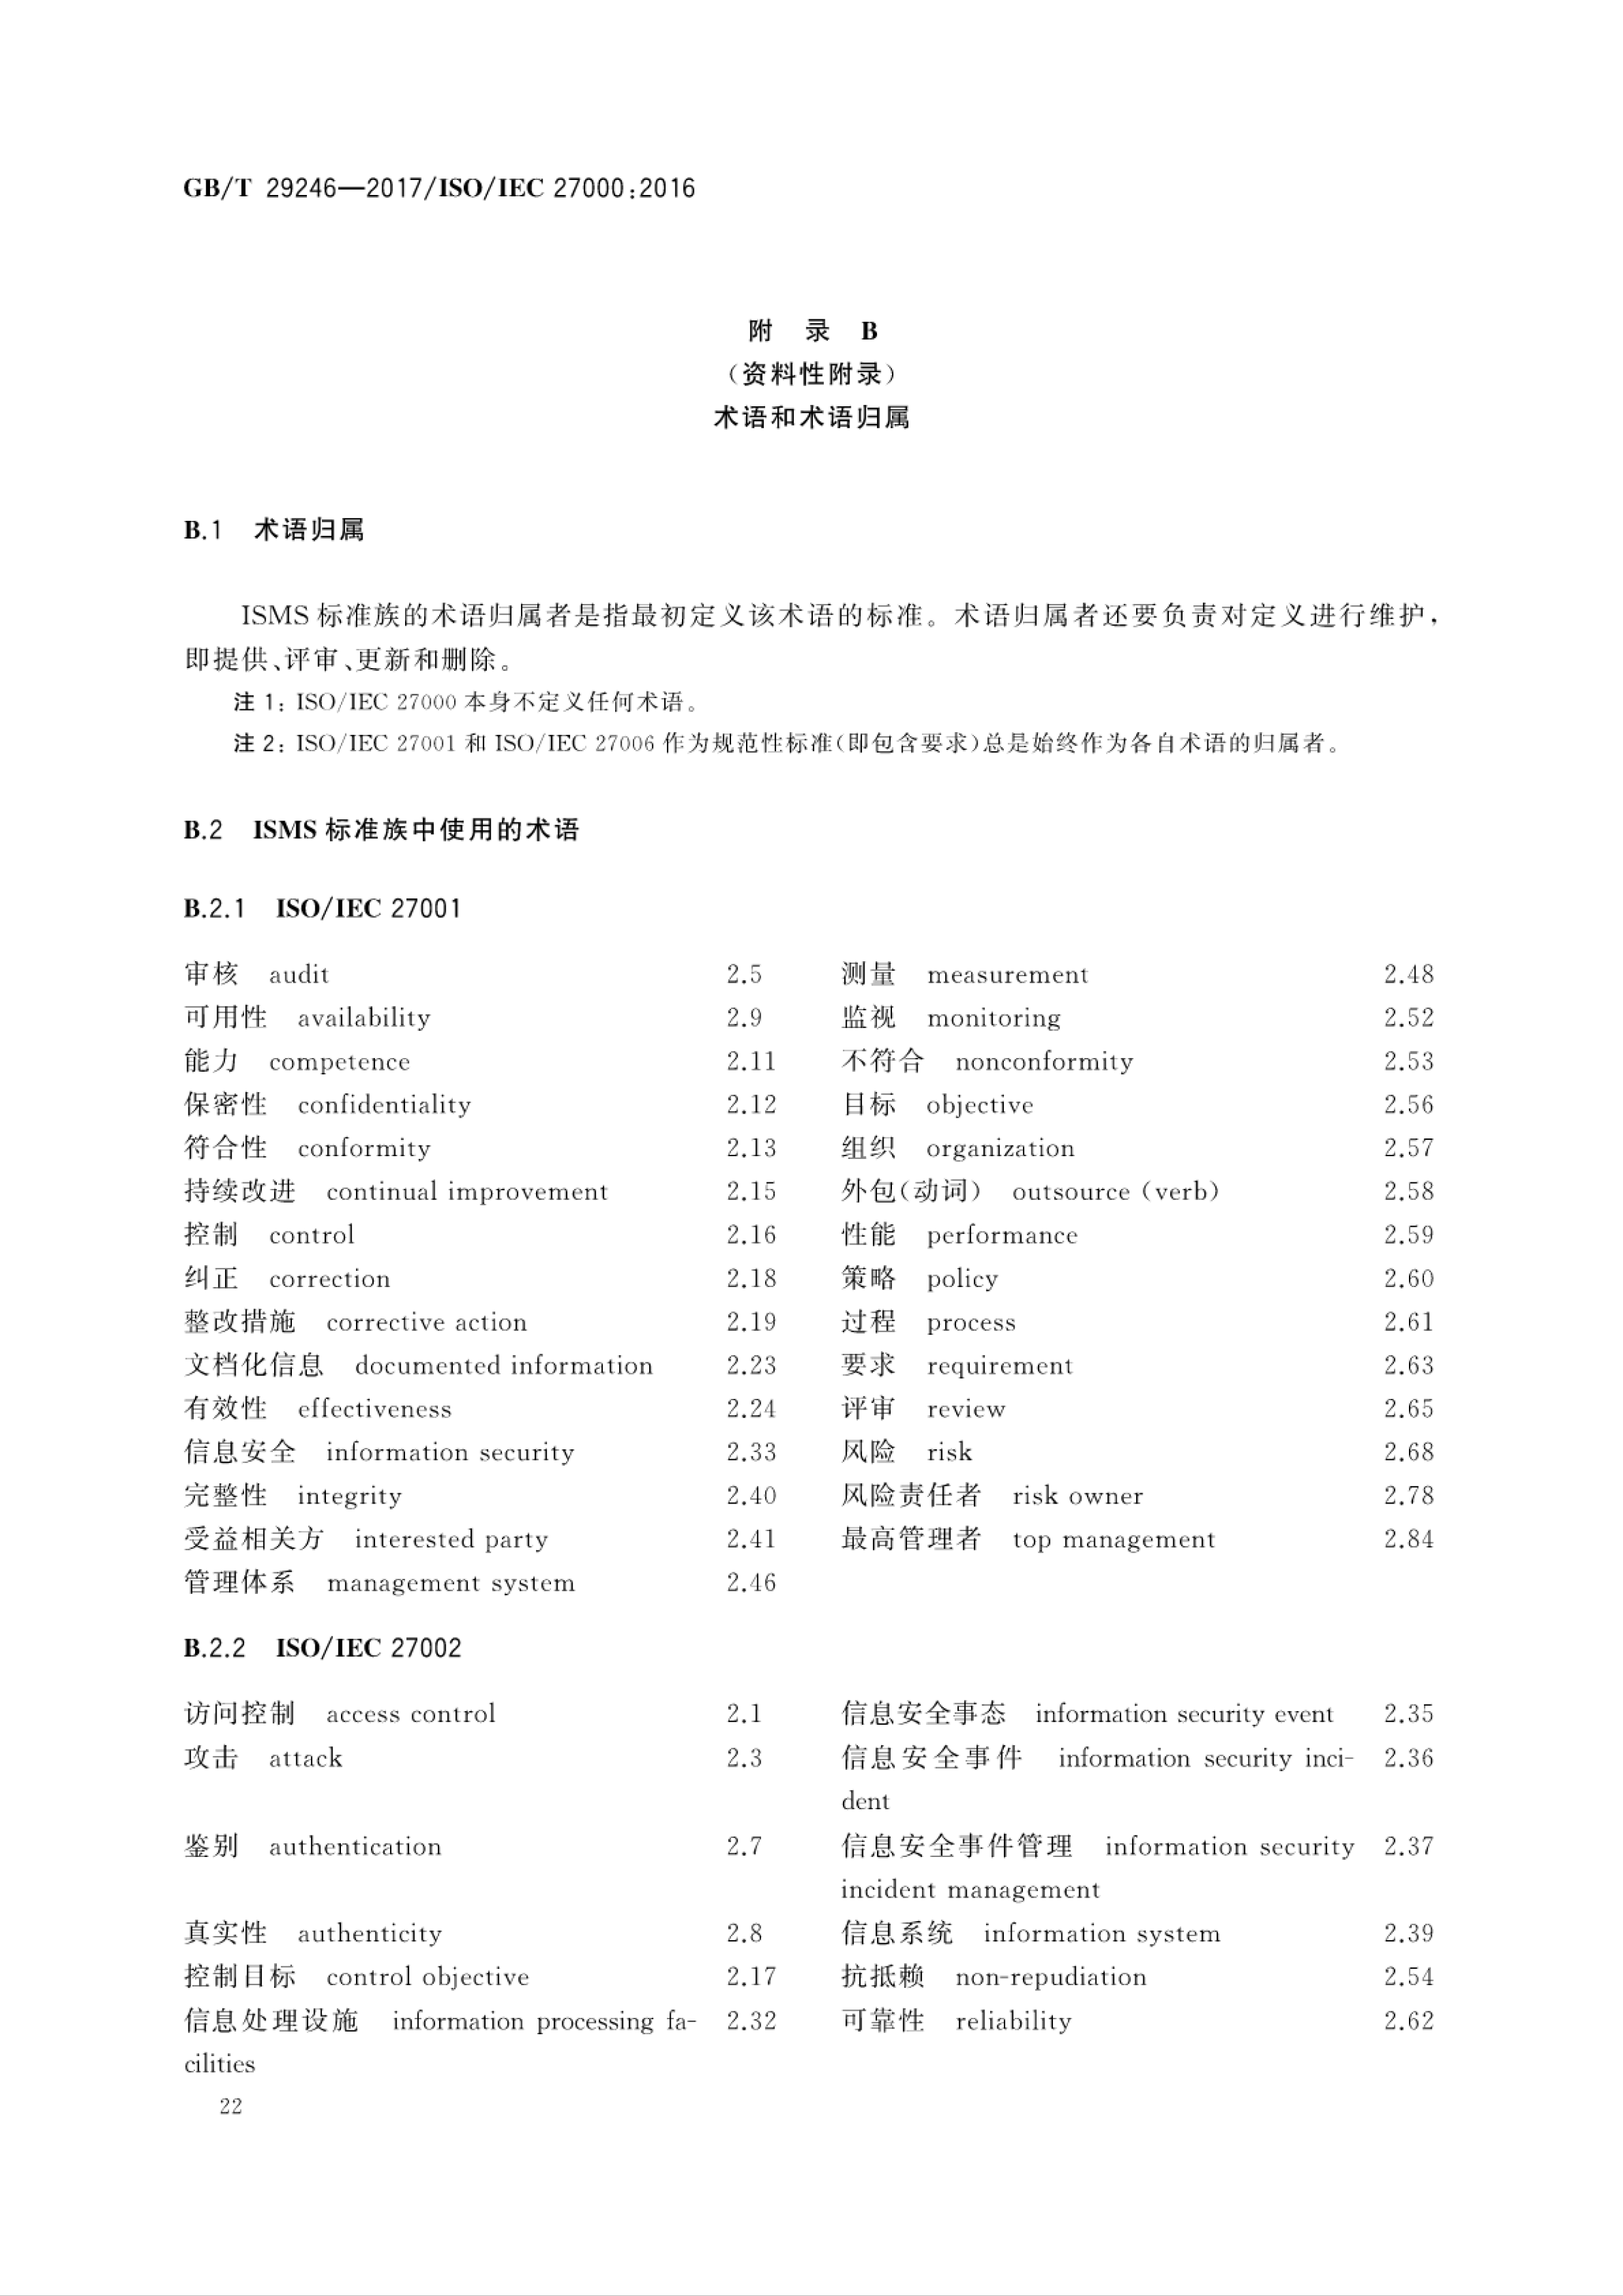 GB/T 29246—2017/ISO/IEC 27000:2016
附 录 B
(资料性附录)
术语和术语归属
B.1 术语归属
ISMS 标准族的术语归属者是指最初定义该术语的标准。术语归属者还要负责对定义进行维护，
即提供、评审、更新和删除。
注 1：ISO/IEC 27000 本身不定义任何术语。
注 2：ISO/IEC 27001 和 ISO/IEC 27006 作为规范性标准(即包含要求)总是始终作为各自术语的归属者。
B.2 ISMS 标准族中使用的术语
B.2.1 ISO/IEC 27001
审核 audit 2.5
可用性 availability 2.9
能力 competence 2.11
保密性 confidentiality 2.12
符合性 conformity 2.13
持续改进 continual improvement 2.15
控制 control 2.16
纠正 correction 2.18
整改措施 corrective action 2.19
文档化信息 documented information 2.23
有效性 effectiveness 2.24
信息安全 information security 2.33
完整性 integrity 2.40
受益相关方 interested party 2.41
管理体系 management system 2.46
测量 measurement 2.48
监视 monitoring 2.52
不符合 nonconformity 2.53
目标 objective 2.56
组织 organization 2.57
外包(动词) outsource (verb) 2.58
性能 performance 2.59
策略 policy 2.60
过程 process 2.61
要求 requirement 2.63
评审 review 2.65
风险 risk 2.68
风险责任者 risk owner 2.78
最高管理者 top management 2.84
B.2.2 ISO/IEC 27002
访问控制 access control 2.1
攻击 attack 2.3
鉴别 authentication 2.7
真实性 authenticity 2.8
控制目标 control objective 2.17
信息处理设施 information processing fa- 2.32
cilities
信息安全事态 information security event 2.35
信息安全事件 information security inci- 2.36
dent
信息安全事件管理 information security 2.37
incident management
信息系统 information system 2.39
抗抵赖 non-repudiation 2.54
可靠性 reliability 2.62
22